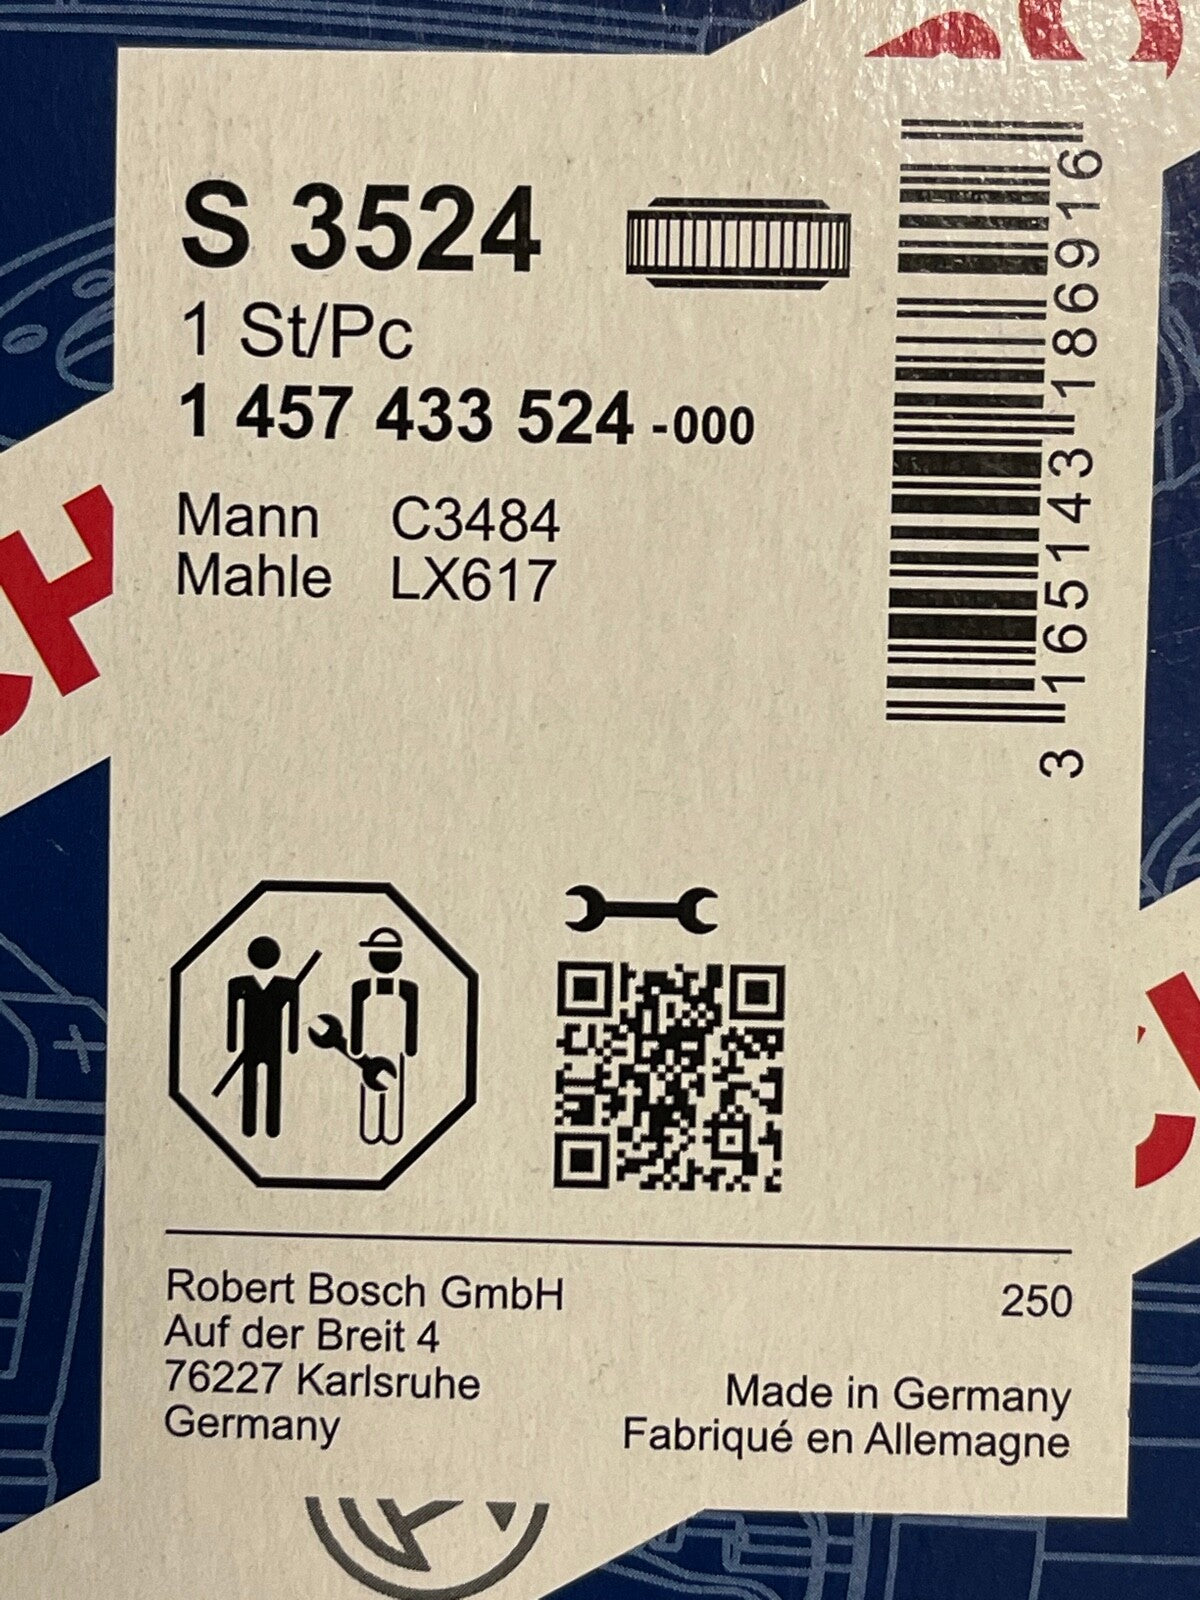 S 3524
1 St/Pc
1 457 433 524 -000
Mann C3484
Mahle LX617
3 165143 186916
Robert Bosch GmbH
Auf der Breit 4
76227 Karlsruhe
Germany
250
Made in Germany
Fabriqué en Allemagne